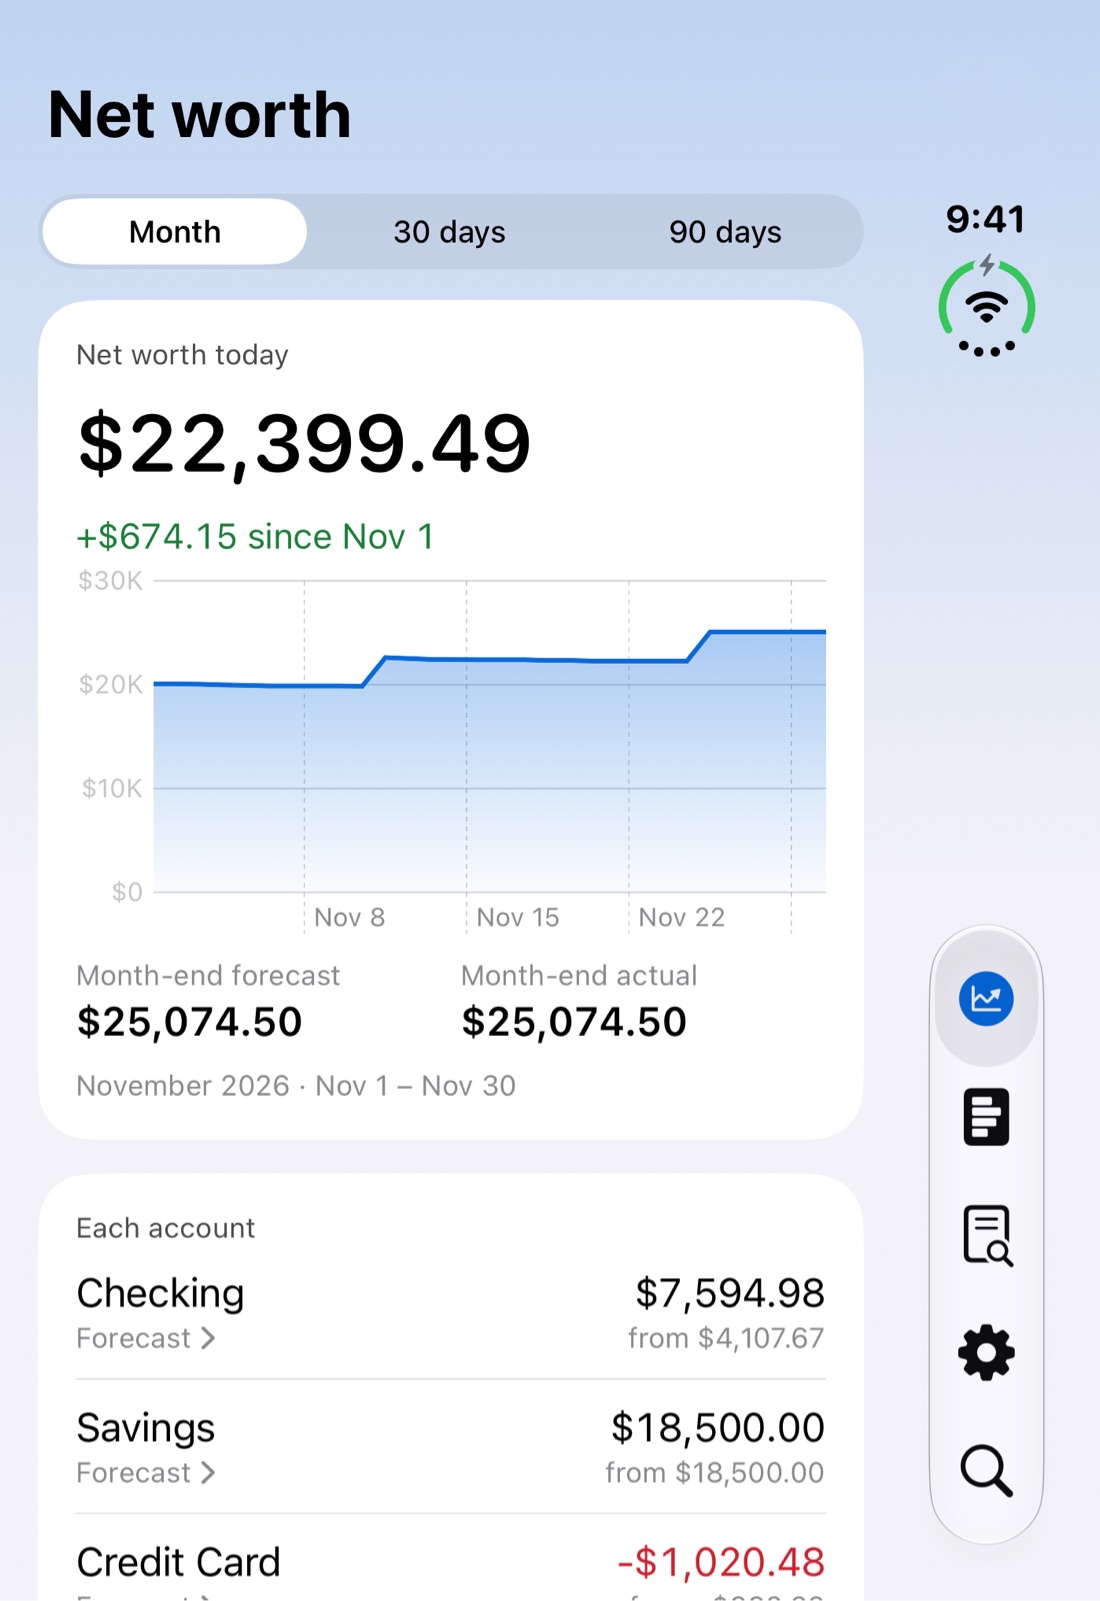 Net worth
Month 30 days 90 days
9:41
Net worth today
$22,399.49
+$674.15 since Nov 1
$30K
$20K
$10K
$0
Nov 8 Nov 15 Nov 22
Month-end forecast Month-end actual
$25,074.50 $25,074.50
November 2026 · Nov 1 – Nov 30
Each account
Checking $7,594.98
Forecast from $4,107.67
Savings $18,500.00
Forecast from $18,500.00
Credit Card -$1,020.48